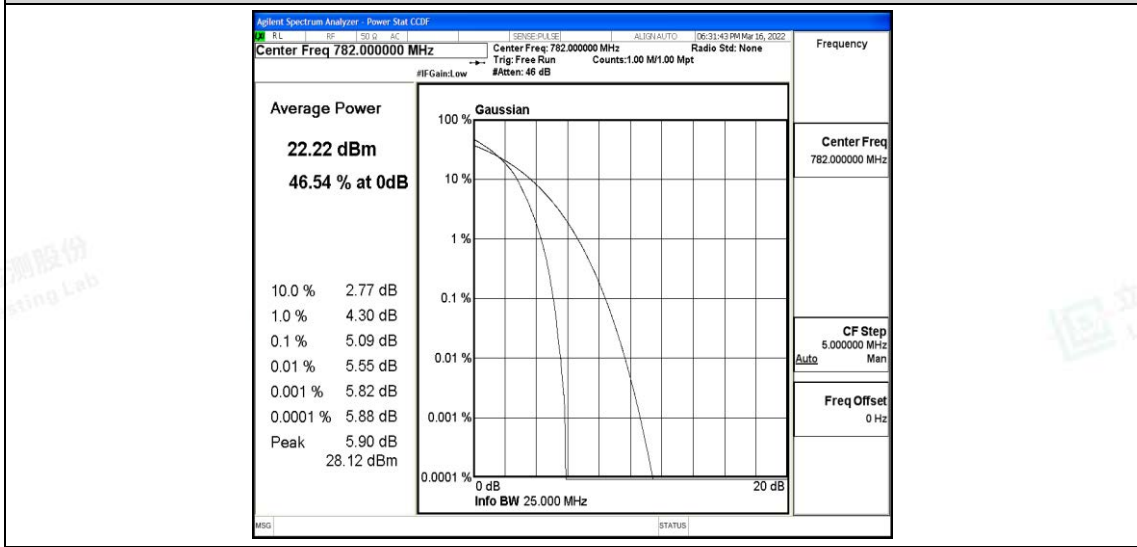 Agilent Spectrum Analyzer - Power Stat CCDF
RL RF 50 Ω AC SENSE:PULSE ALIGN AUTO 06:31:43 PM Mar 16, 2022
Center Freq 782.000000 MHz
Center Freq: 782.000000 MHz Radio Std: None
Trig: Free Run Counts:1.00 M/1.00 Mpt
#IFGain:Low #Atten: 46 dB
Frequency
Average Power
22.22 dBm
46.54 % at 0dB
10.0 % 2.77 dB
1.0 % 4.30 dB
0.1 % 5.09 dB
0.01 % 5.55 dB
0.001 % 5.82 dB
0.0001 % 5.88 dB
Peak 5.90 dB
28.12 dBm
Gaussian
100 %
10 %
1 %
0.1 %
0.01 %
0.001 %
0.0001 %
0 dB 20 dB
Info BW 25.000 MHz
Center Freq
782.000000 MHz
CF Step
5.000000 MHz
Auto Man
Freq Offset
0 Hz
MSG STATUS
测股份
sting Lab
立